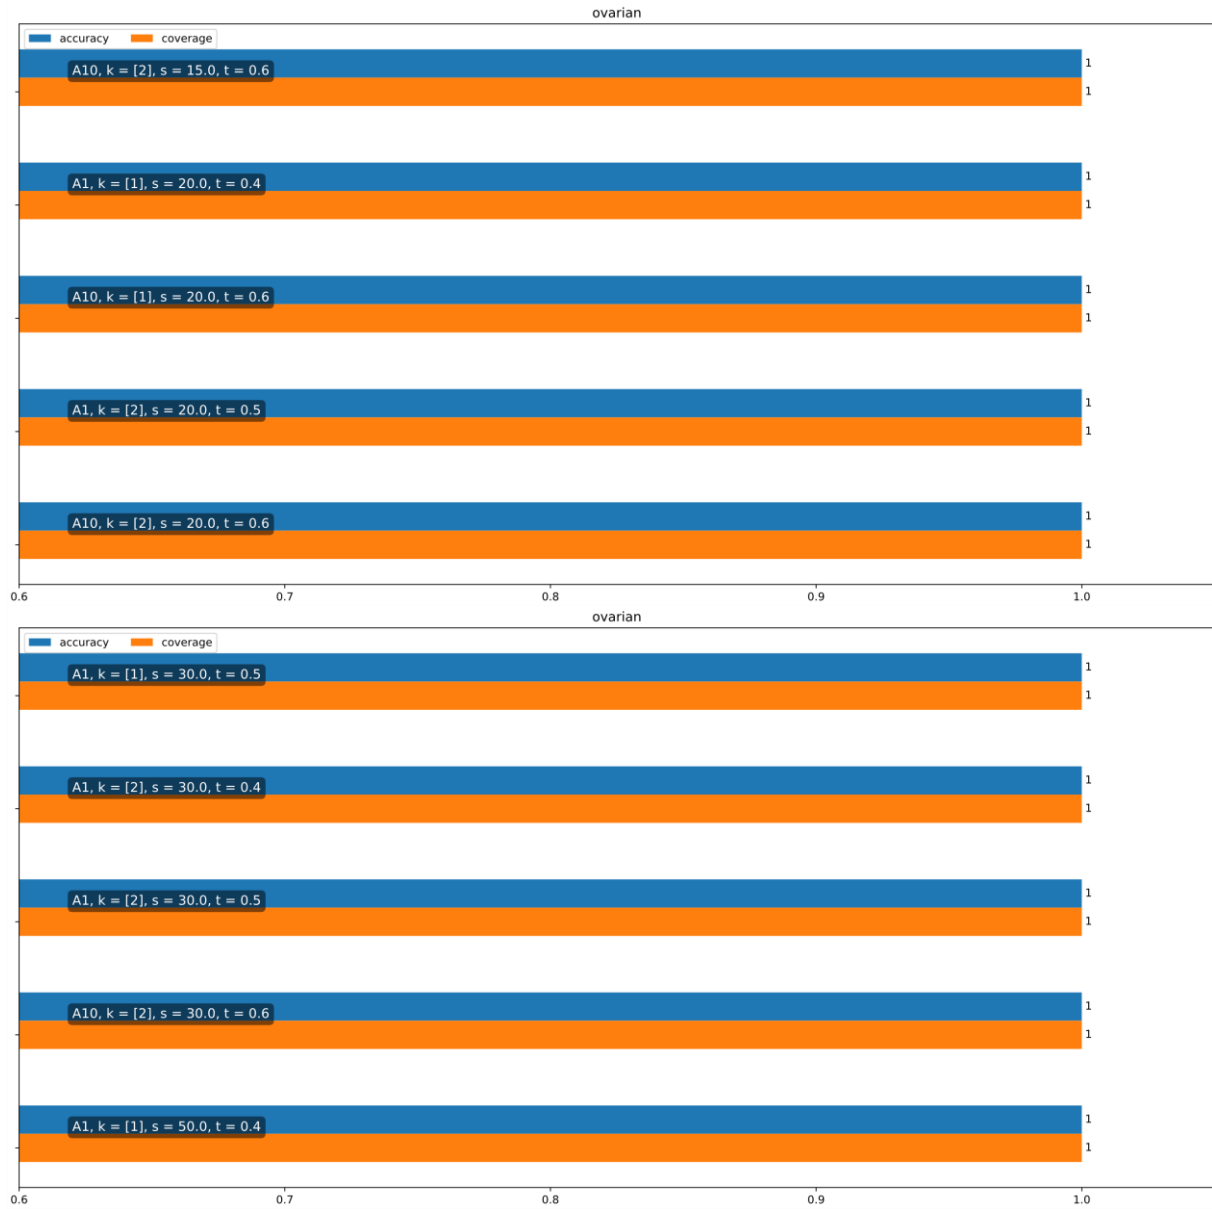 ovarian
accuracy coverage
A10, k = [2], s = 15.0, t = 0.6
1
1
A1, k = [1], s = 20.0, t = 0.4
1
1
A10, k = [1], s = 20.0, t = 0.6
1
1
A1, k = [2], s = 20.0, t = 0.5
1
1
A10, k = [2], s = 20.0, t = 0.6
1
1
0.6 0.7 0.8 0.9 1.0
ovarian
accuracy coverage
A1, k = [1], s = 30.0, t = 0.5
1
1
A1, k = [2], s = 30.0, t = 0.4
1
1
A1, k = [2], s = 30.0, t = 0.5
1
1
A10, k = [2], s = 30.0, t = 0.6
1
1
A1, k = [1], s = 50.0, t = 0.4
1
1
0.6 0.7 0.8 0.9 1.0